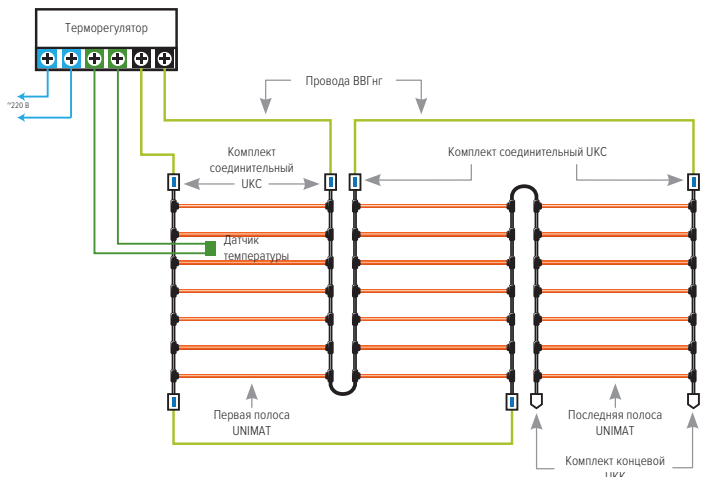 Терморегулятор
~220 В
Провода ВВГнг
Комплект
соединительный
UKC
Комплект соединительный UKC
Датчик
температуры
Первая полоса
UNIMAT
Последняя полоса
UNIMAT
Комплект концевой
UKK